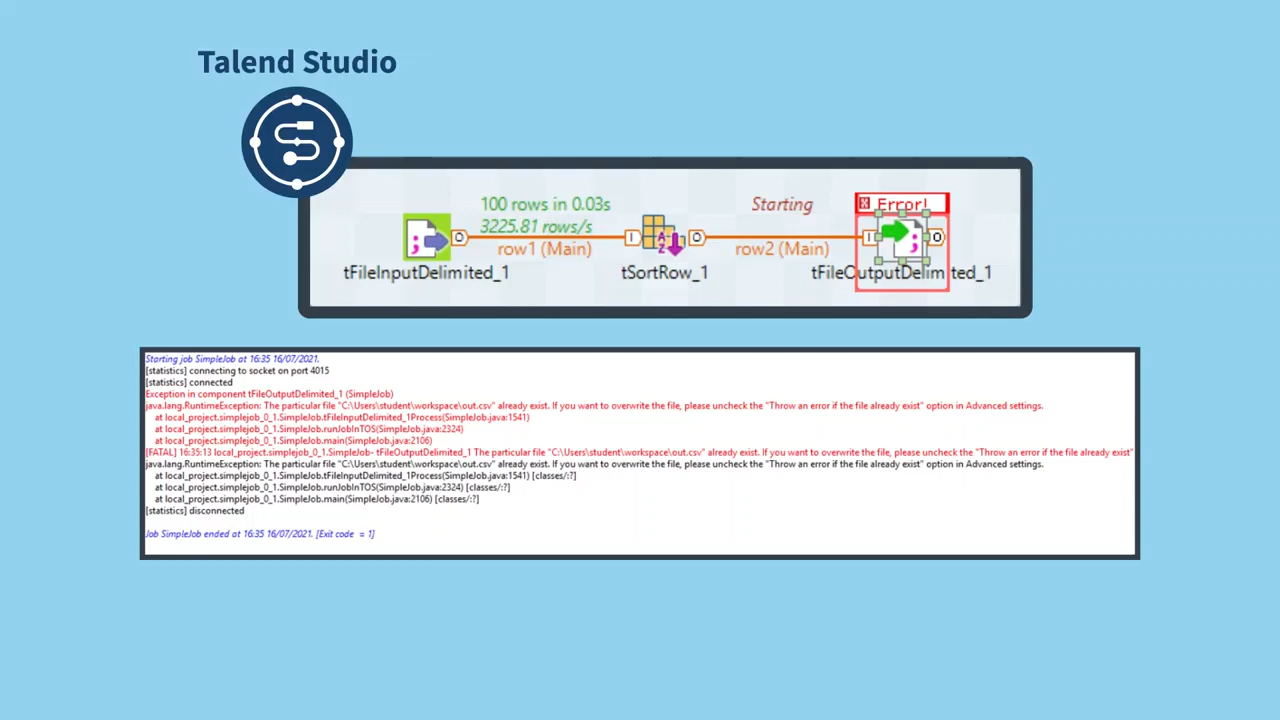 Talend Studio
100 rows in 0.03s
3225.81 rows/s
row1 (Main)
Starting
row2 (Main)
Error!
tFileInputDelimited_1
tSortRow_1
tFileOutputDelimited_1
Starting job SimpleJob at 16:35 16/07/2021.
[statistics] connecting to socket on port 4015
[statistics] connected
Exception in component tFileOutputDelimited_1 (SimpleJob)
java.lang.RuntimeException: The particular file "C:\Users\student\workspace\out.csv" already exist. If you want to overwrite the file, please uncheck the "Throw an error if the file already exist" option in Advanced settings.
at local_project.simplejob_0_1.SimpleJob.tFileInputDelimited_1Process(SimpleJob.java:1541)
at local_project.simplejob_0_1.SimpleJob.runJobInTOS(SimpleJob.java:2324)
at local_project.simplejob_0_1.SimpleJob.main(SimpleJob.java:2106)
[FATAL] 16:35:13 local_project.simplejob_0_1.SimpleJob- tFileOutputDelimited_1 The particular file "C:\Users\student\workspace\out.csv" already exist. If you want to overwrite the file, please uncheck the "Throw an error if the file already exist"
java.lang.RuntimeException: The particular file "C:\Users\student\workspace\out.csv" already exist. If you want to overwrite the file, please uncheck the "Throw an error if the file already exist" option in Advanced settings.
at local_project.simplejob_0_1.SimpleJob.tFileInputDelimited_1Process(SimpleJob.java:1541) [classes/:?]
at local_project.simplejob_0_1.SimpleJob.runJobInTOS(SimpleJob.java:2324) [classes/:?]
at local_project.simplejob_0_1.SimpleJob.main(SimpleJob.java:2106) [classes/:?]
[statistics] disconnected
Job SimpleJob ended at 16:35 16/07/2021. [Exit code  = 1]